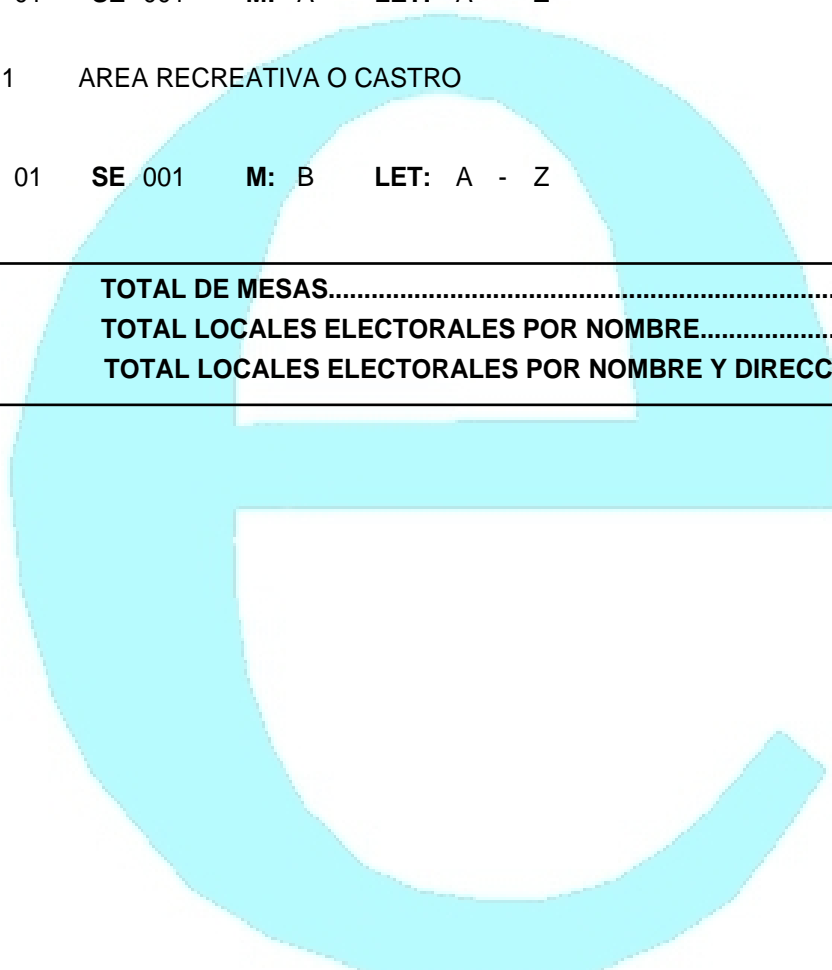 1 AREA RECREATIVA O CASTRO
01 SE 001 M: B LET: A - Z
TOTAL DE MESAS
TOTAL LOCALES ELECTORALES POR NOMBRE
TOTAL LOCALES ELECTORALES POR NOMBRE Y DIRECC